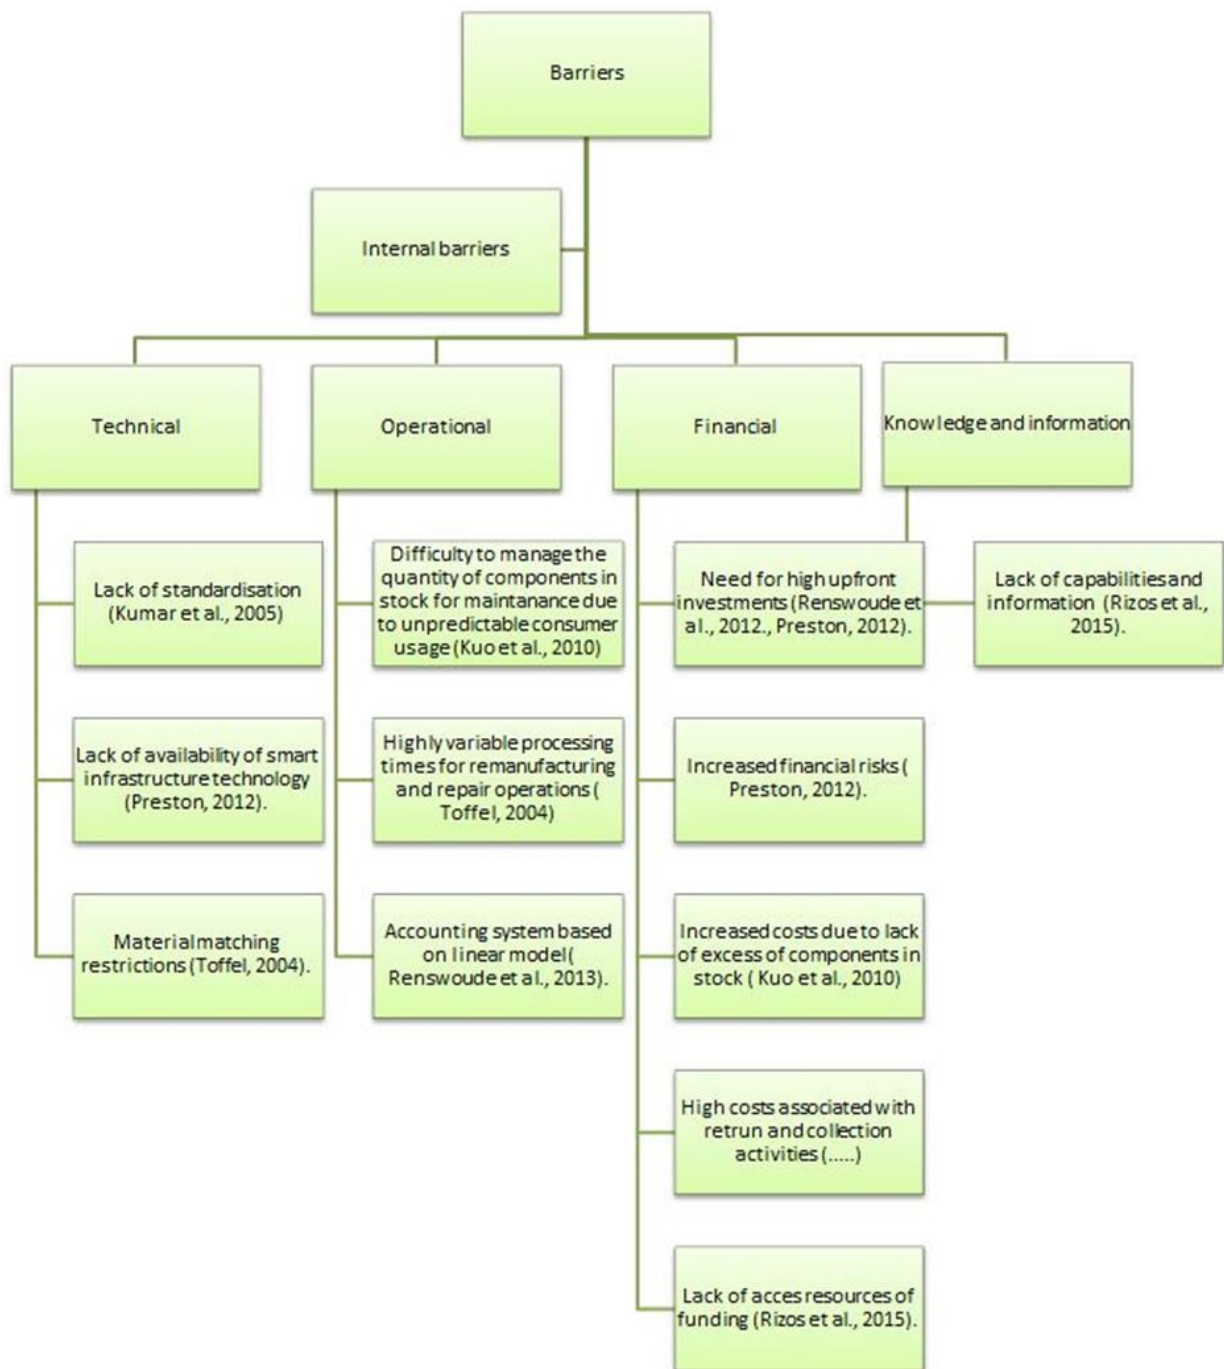 Barriers
Internal barriers
Technical
Operational
Financial
Knowledge and information
Lack of standardisation
(Kumar et al., 2005)
Difficulty to manage the
quantity of components in
stock for maintanance due
to unpredictable consumer
usage (Kuo et al., 2010)
Need for high upfront
investments (Renswoude et
al., 2012., Preston, 2012).
Lack of capabilities and
information (Rizos et al.,
2015).
Lack of availability of smart
infrastructure technology
(Preston, 2012).
Highly variable processing
times for remanufacturing
and repair operations (
Toffel, 2004)
Increased financial risks (
Preston, 2012).
Material matching
restrictions (Toffel, 2004).
Accounting system based
on linear model(
Renswoude et al., 2013).
Increased costs due to lack
of excess of components in
stock ( Kuo et al., 2010)
High costs associated with
retrun and collection
activities (.....)
Lack of acces resources of
funding (Rizos et al., 2015).